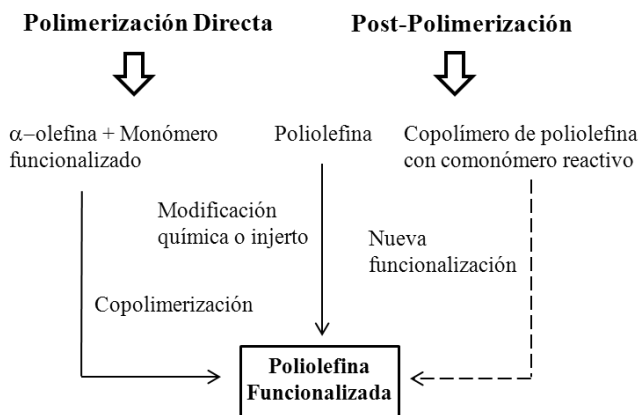 Polimerización Directa
Post-Polimerización
α–olefina + Monómero
funcionalizado
Poliolefina
Copolímero de poliolefina
con comonómero reactivo
Modificación
química o injerto
Nueva
funcionalización
Copolimerización
Poliolefina
Funcionalizada